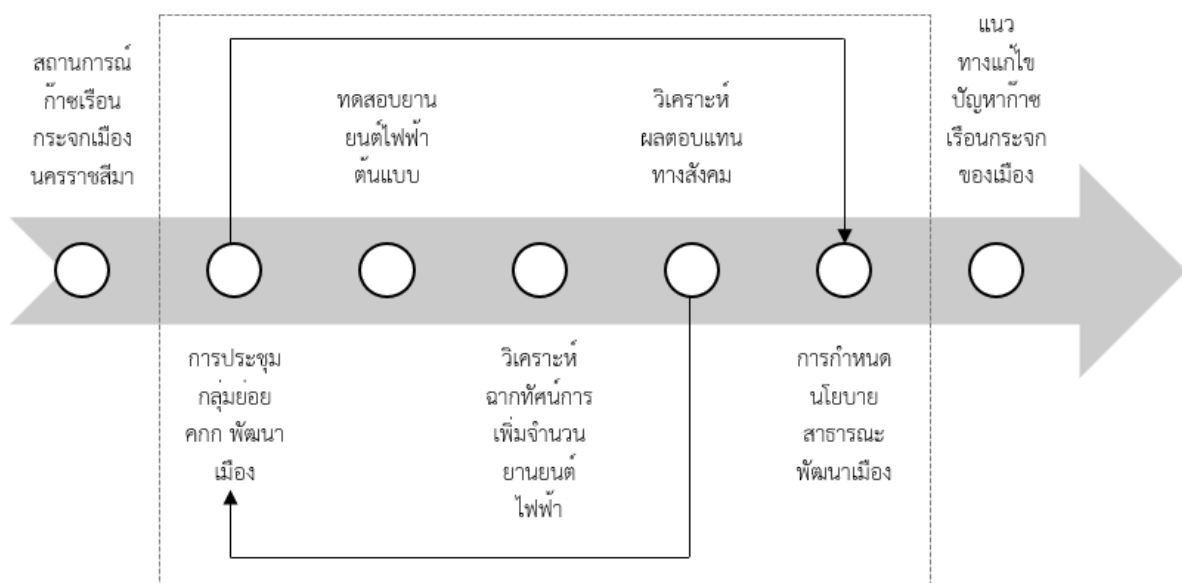 สถานการณ์
ก๊าซเรือน
กระจกเมือง
นครราชสีมา
การประชุม
กลุ่มย่อย
คกก พัฒนา
เมือง
ทดสอบยาน
ยนต์ไฟฟ้า
ต้นแบบ
วิเคราะห์
ฉากทัศน์การ
เพิ่มจำนวน
ยานยนต์
ไฟฟ้า
วิเคราะห์
ผลตอบแทน
ทางสังคม
การกำหนด
นโยบาย
สาธารณะ
พัฒนาเมือง
แนว
ทางแก้ไข
ปัญหาก๊าซ
เรือนกระจก
ของเมือง